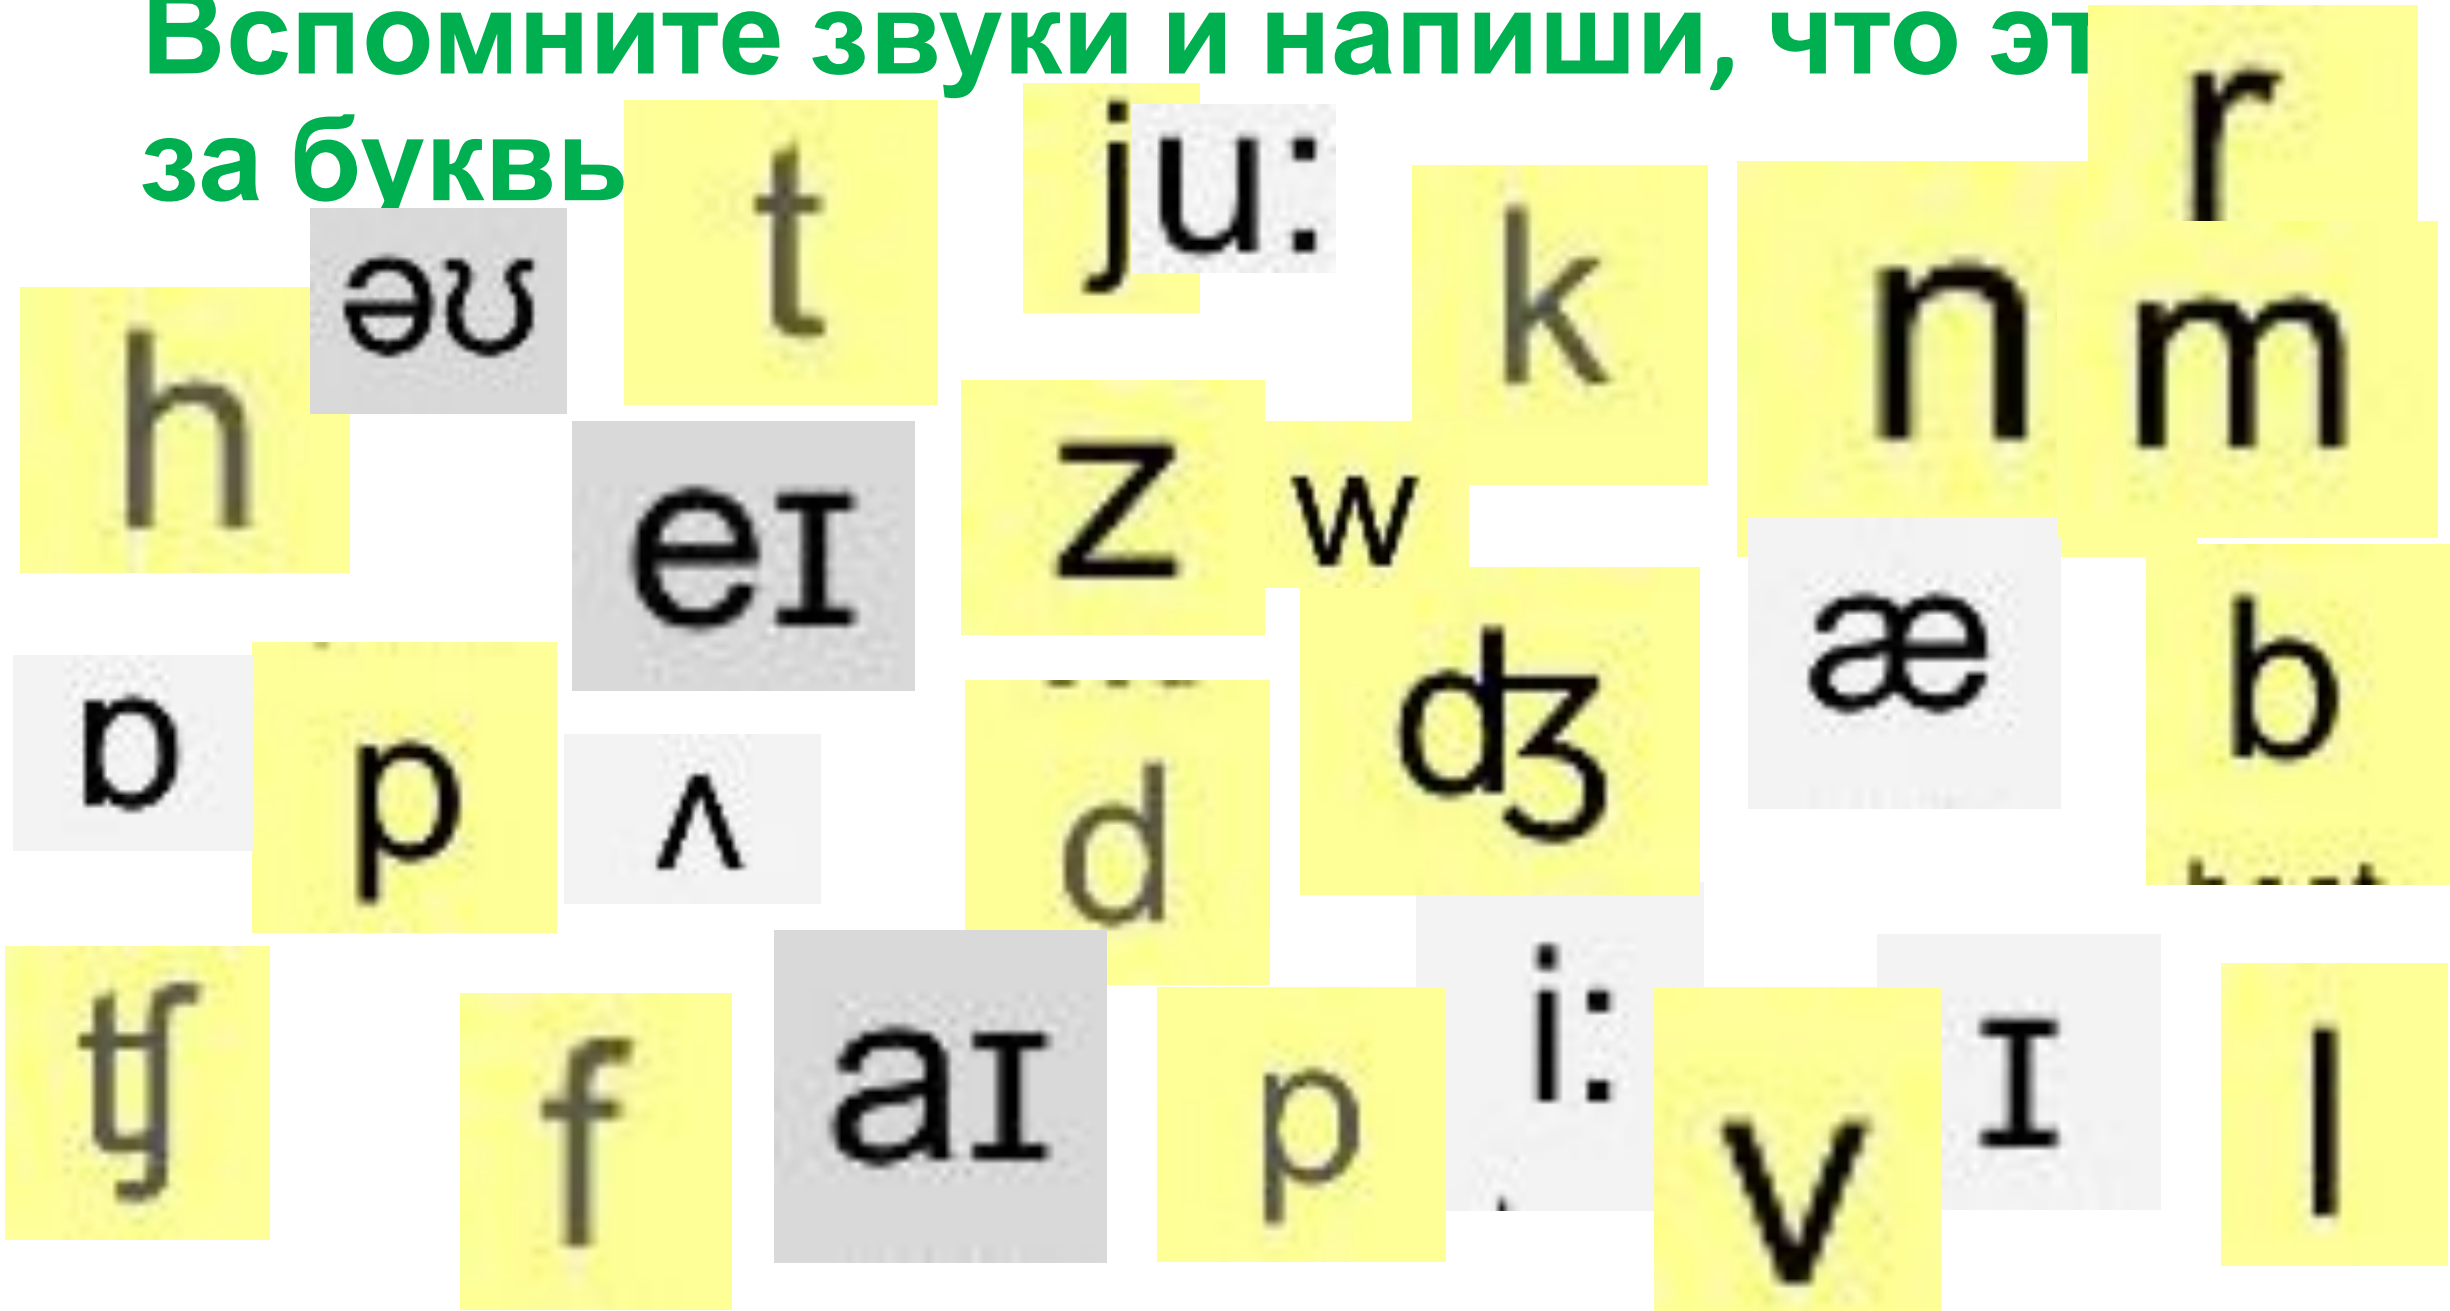 Вспомните звуки и напиши, что эт
за буквы
r
t
ju:
k
əʊ
n
m
h
z
w
eɪ
æ
b
ɒ
p
ʌ
d
ʤ
ʧ
f
aɪ
p
i:
v
ɪ
l